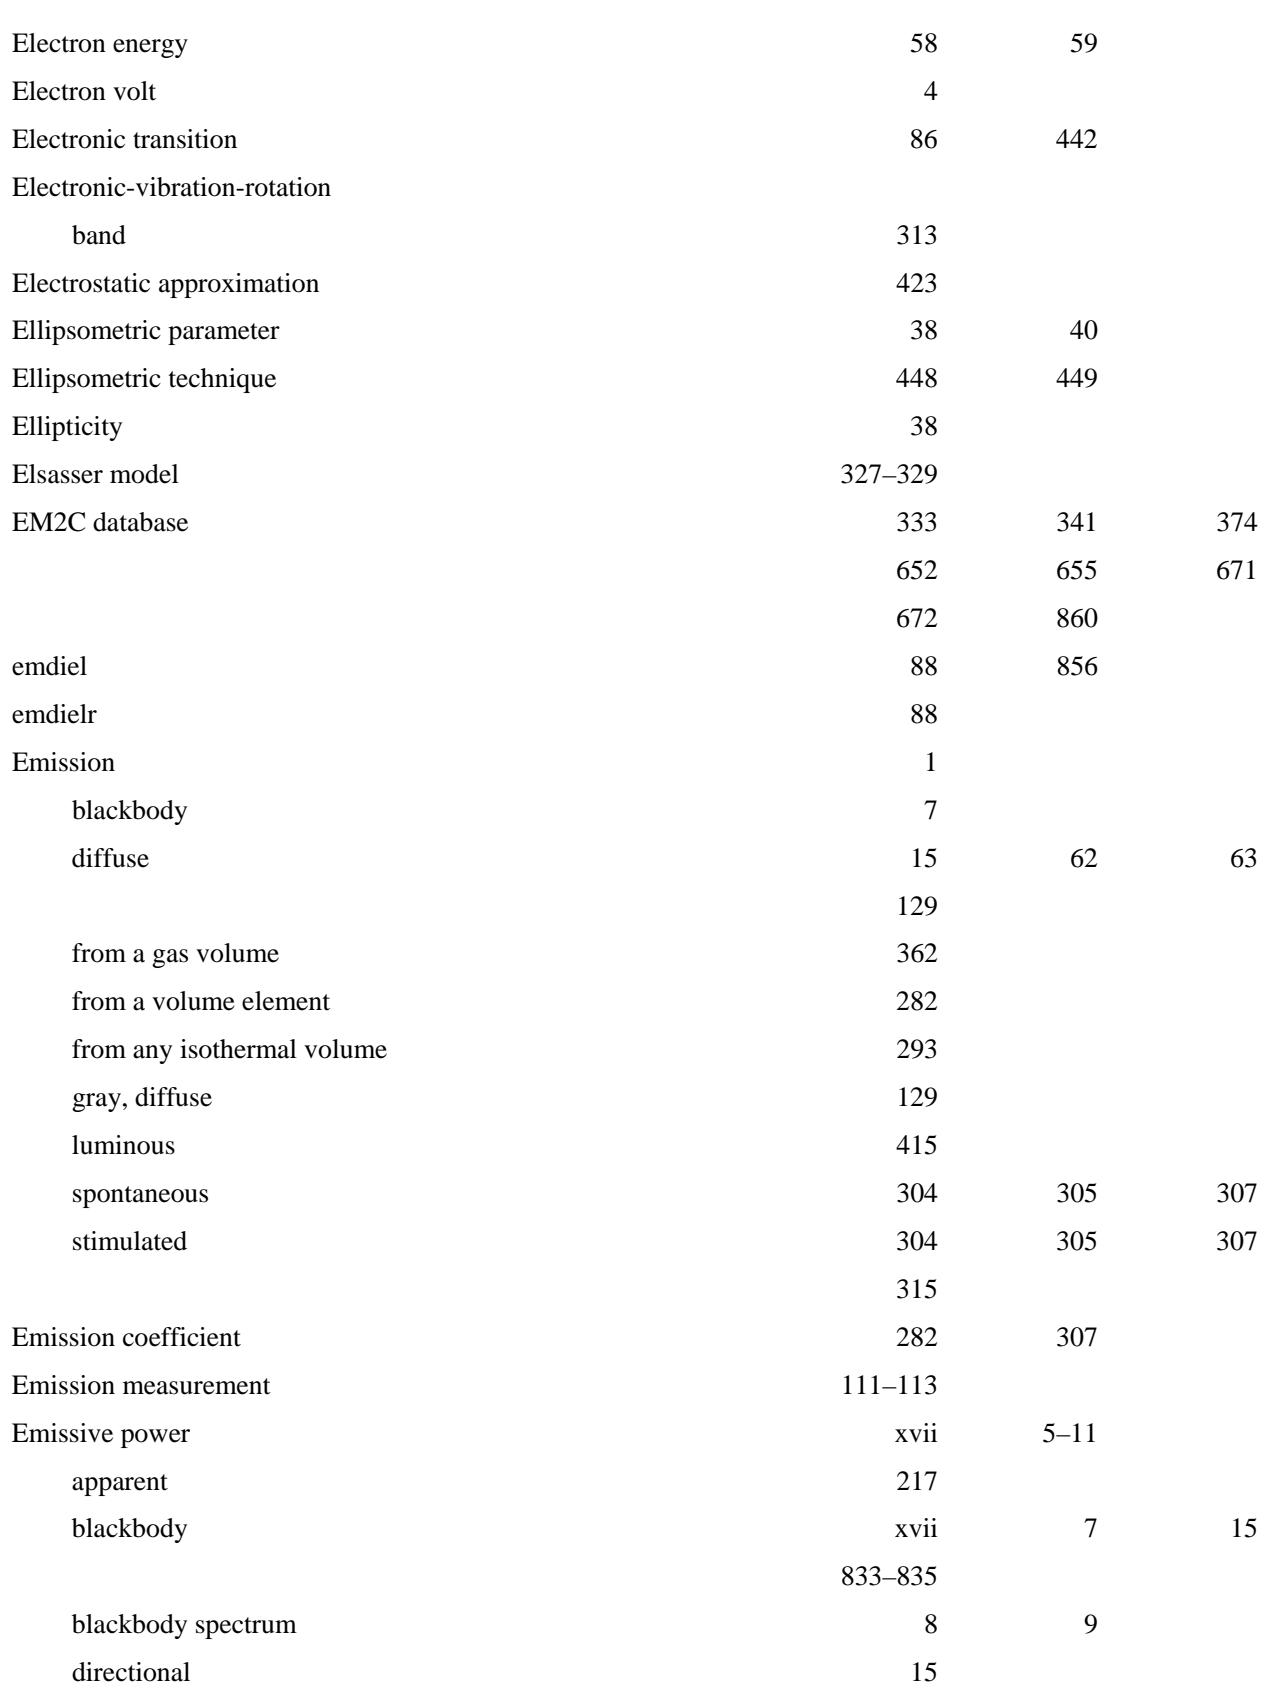 Electron energy 58 59
Electron volt 4
Electronic transition 86 442
Electronic-vibration-rotation
band 313
Electrostatic approximation 423
Ellipsometric parameter 38 40
Ellipsometric technique 448 449
Ellipticity 38
Elsasser model 327–329
EM2C database 333 341 374
652 655 671
672 860
emdiel 88 856
emdielr 88
Emission 1
blackbody 7
diffuse 15 62 63
129
from a gas volume 362
from a volume element 282
from any isothermal volume 293
gray, diffuse 129
luminous 415
spontaneous 304 305 307
stimulated 304 305 307
315
Emission coefficient 282 307
Emission measurement 111–113
Emissive power xvii 5–11
apparent 217
blackbody xvii 7 15
833–835
blackbody spectrum 8 9
directional 15